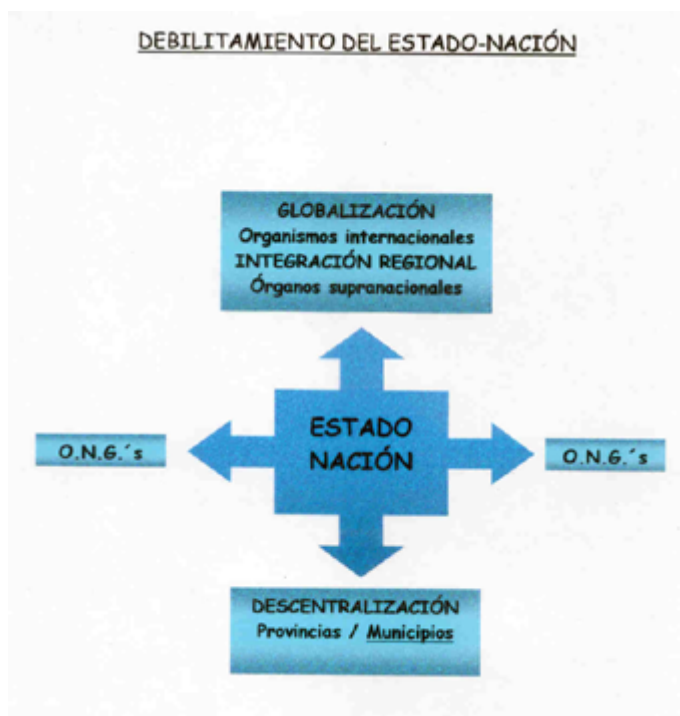 DEBILITAMIENTO DEL ESTADO-NACIÓN
GLOBALIZACIÓN
Organismos internacionales
INTEGRACIÓN REGIONAL
Órganos supranacionales
ESTADO
NACIÓN
O.N.G.´s
O.N.G.´s
DESCENTRALIZACIÓN
Provincias / Municipios